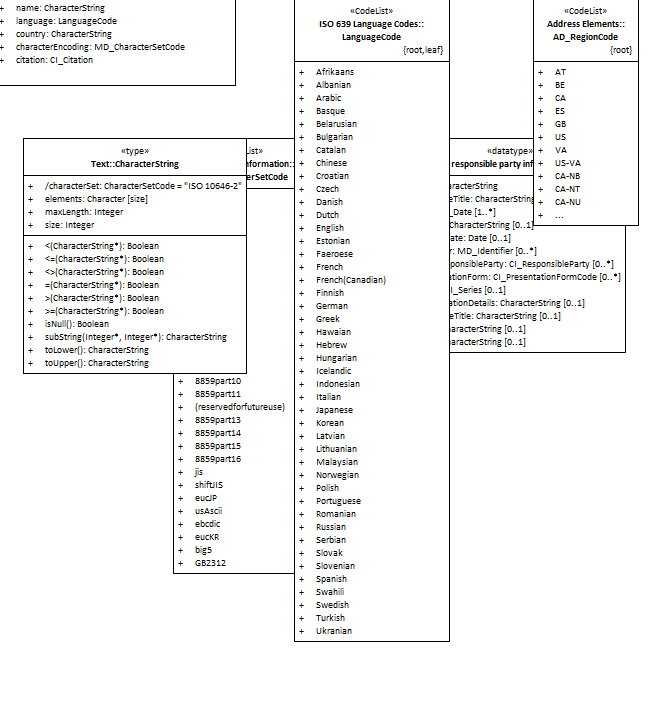 + name: CharacterString
+ language: LanguageCode
+ country: CharacterString
+ characterEncoding: MD_CharacterSetCode
+ citation: CI_Citation
«type»
Text::CharacterString
+ /characterSet: CharacterSetCode = "ISO 10646-2"
+ elements: Character [size]
+ maxLength: Integer
+ size: Integer
+ <(CharacterString*): Boolean
+ <=(CharacterString*): Boolean
+ <>(CharacterString*): Boolean
+ =(CharacterString*): Boolean
+ >(CharacterString*): Boolean
+ >=(CharacterString*): Boolean
+ isNull(): Boolean
+ subString(Integer*, Integer*): CharacterString
+ toLower(): CharacterString
+ toUpper(): CharacterString
List»
nformation::
erSetCode
+ 8859part10
+ 8859part11
+ (reservedforfutureuse)
+ 8859part13
+ 8859part14
+ 8859part15
+ 8859part16
+ jis
+ shiftJIS
+ eucJP
+ usAscii
+ ebcdic
+ eucKR
+ big5
+ GB2312
«CodeList»
ISO 639 Language Codes::
LanguageCode
{root,leaf}
+ Afrikaans
+ Albanian
+ Arabic
+ Basque
+ Belarusian
+ Bulgarian
+ Catalan
+ Chinese
+ Croatian
+ Czech
+ Danish
+ Dutch
+ English
+ Estonian
+ Faeroese
+ French
+ French(Canadian)
+ Finnish
+ German
+ Greek
+ Hawaian
+ Hebrew
+ Hungarian
+ Icelandic
+ Indonesian
+ Italian
+ Japanese
+ Korean
+ Latvian
+ Lithuanian
+ Malaysian
+ Norwegian
+ Polish
+ Portuguese
+ Romanian
+ Russian
+ Serbian
+ Slovak
+ Slovenian
+ Spanish
+ Swahili
+ Swedish
+ Turkish
+ Ukranian
«datatype»
responsible party inf
aracterString
eTitle: CharacterString
_Date [1..*]
CharacterString [0..1]
ate: Date [0..1]
r: MD_Identifier [0..*]
ponsibleParty: CI_ResponsibleParty [0..*]
ationForm: CI_PresentationFormCode [0..*]
I_Series [0..1]
ationDetails: CharacterString [0..1]
eTitle: CharacterString [0..1]
aracterString [0..1]
aracterString [0..1]
«CodeList»
Address Elements::
AD_RegionCode
{root}
+ AT
+ BE
+ CA
+ ES
+ GB
+ US
+ VA
+ US-VA
+ CA-NB
+ CA-NT
+ CA-NU
+ ...